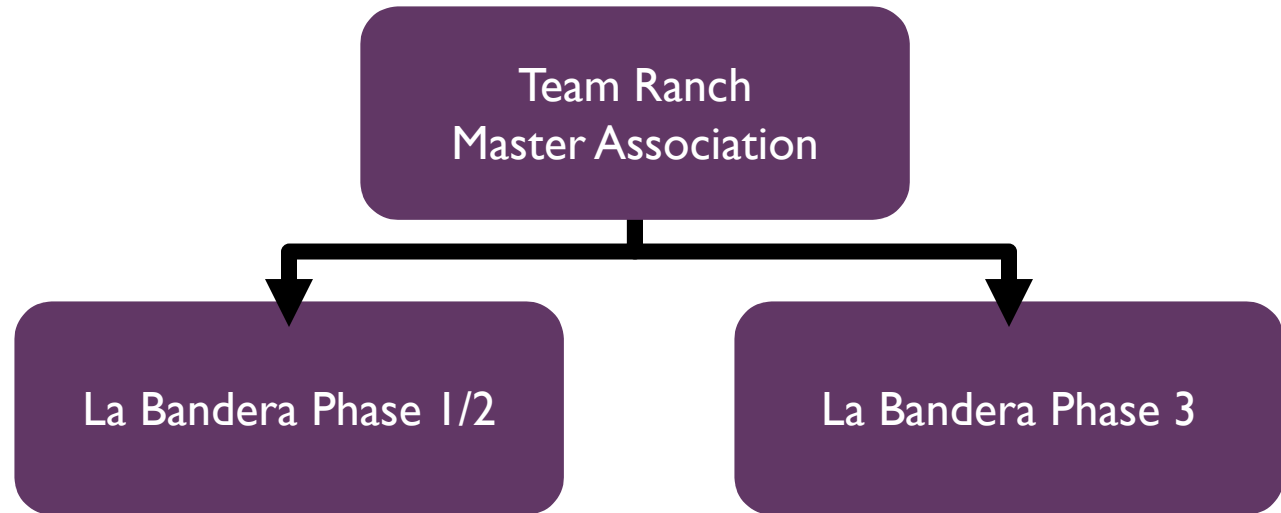 Team Ranch
Master Association
La Bandera Phase 1/2
La Bandera Phase 3